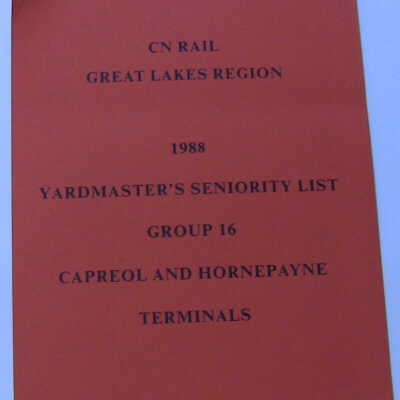 CN RAIL
GREAT LAKES REGION
1988
YARDMASTER'S SENIORITY LIST
GROUP 16
CAPREOL AND HORNEPAYNE
TERMINALS